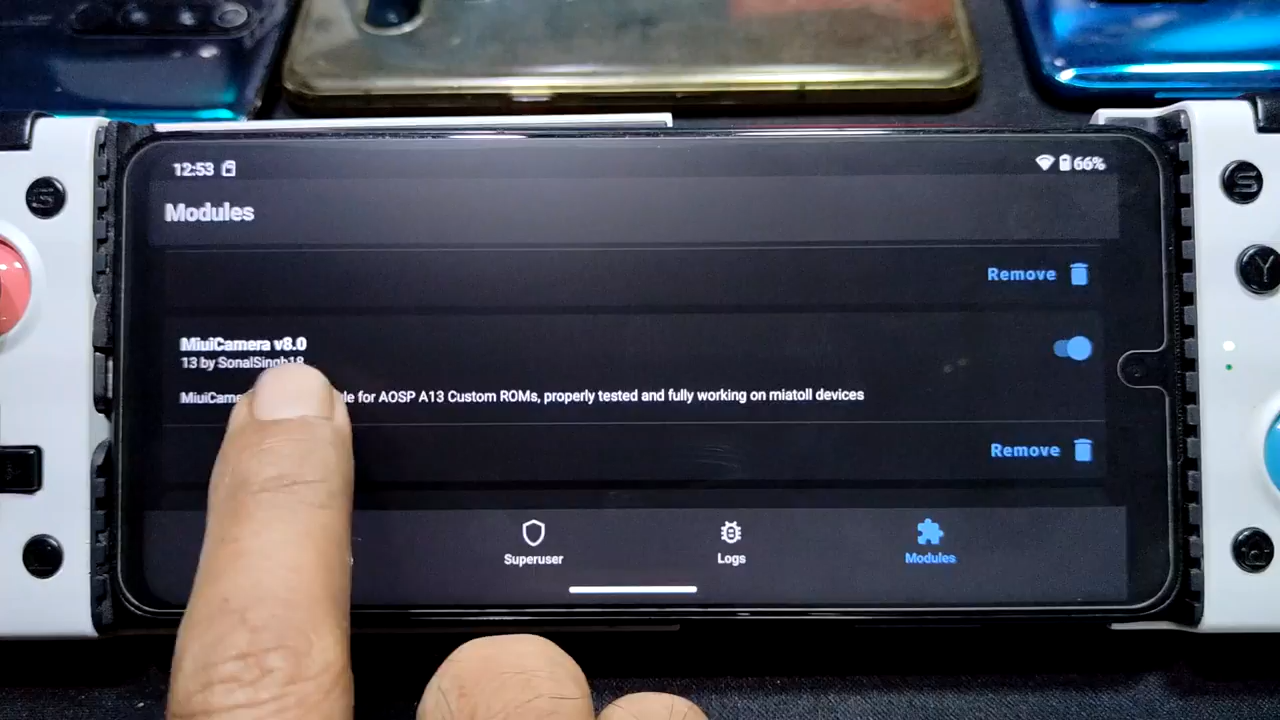 12:53
66%
Modules
Remove
MiuiCamera v8.0
13 by SonalSingh18
MiuiCame le for AOSP A13 Custom ROMs, properly tested and fully working on miatoll devices
Remove
Superuser
Logs
Modules
G
S
Y